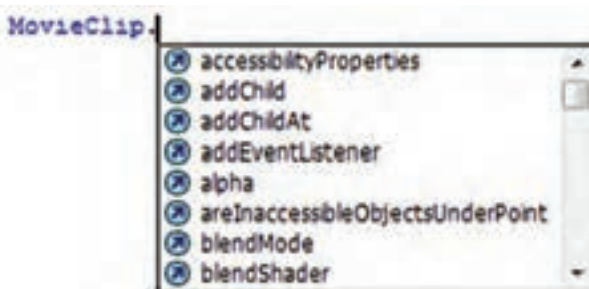 MovieClip.
accessibilityProperties
addChild
addChildAt
addEventListener
alpha
areInaccessibleObjectsUnderPoint
blendMode
blendShader